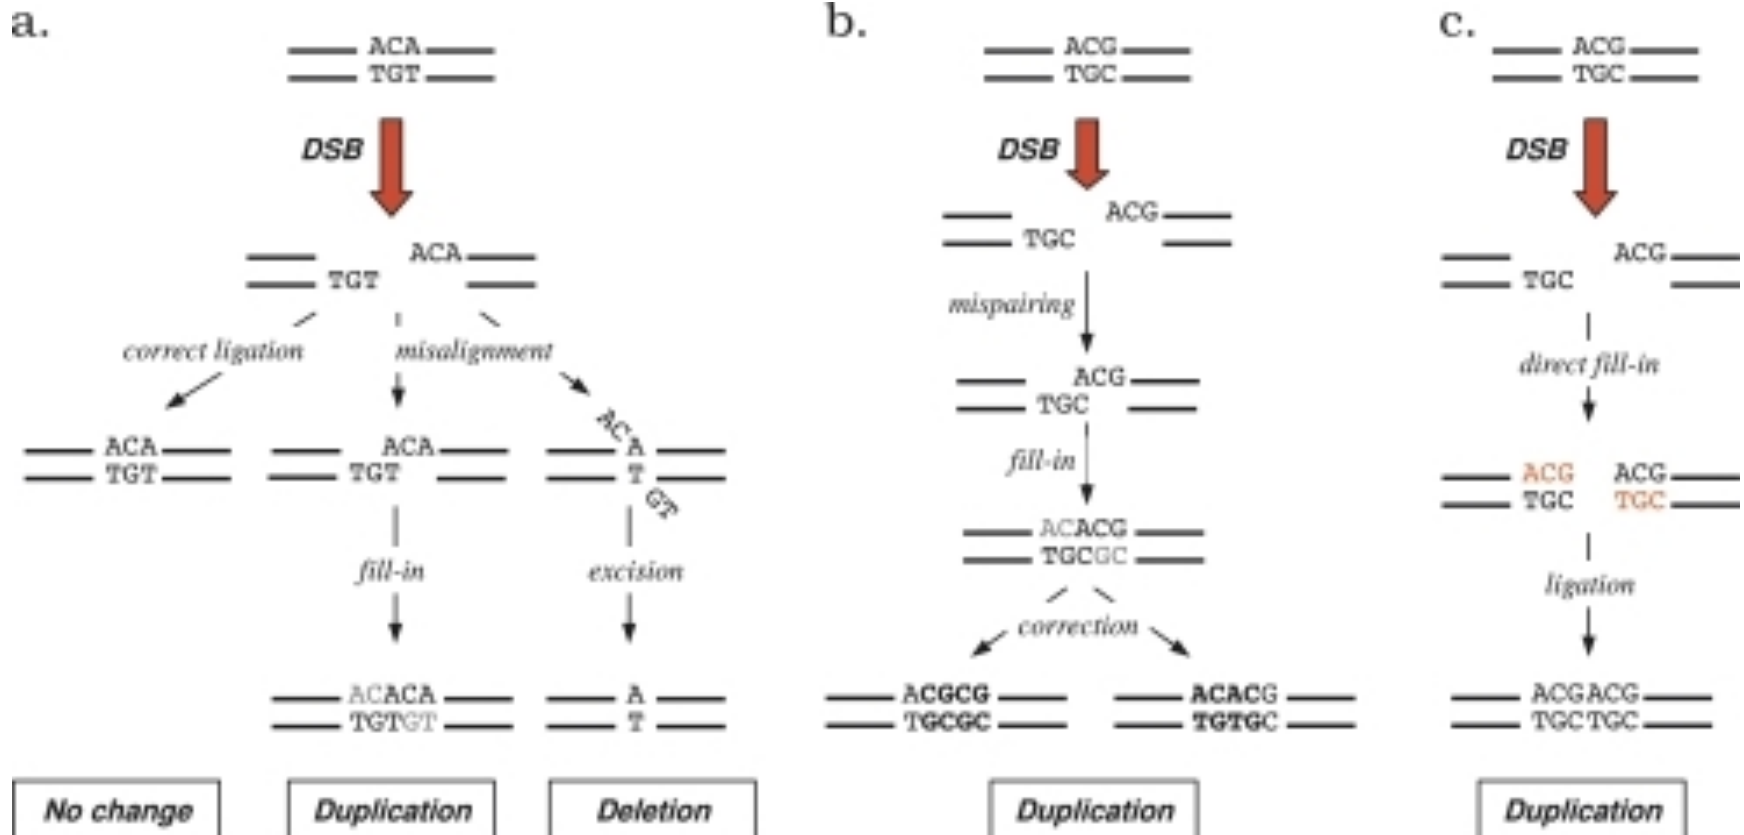 a.
ACA
TGT
DSB
ACA
TGT
correct ligation
misalignment
ACA
TGT
ACA
TGT
AC
A
T
GT
fill-in
excision
ACACA
TGTGT
A
T
No change
Duplication
Deletion
b.
ACG
TGC
DSB
ACG
TGC
mispairing
ACG
TGC
fill-in
ACACG
TGCGC
correction
ACGCG
TGCGC
ACACG
TGTGC
Duplication
c.
ACG
TGC
DSB
ACG
TGC
direct fill-in
ACG ACG
TGC TGC
ligation
ACGACG
TGCTGC
Duplication